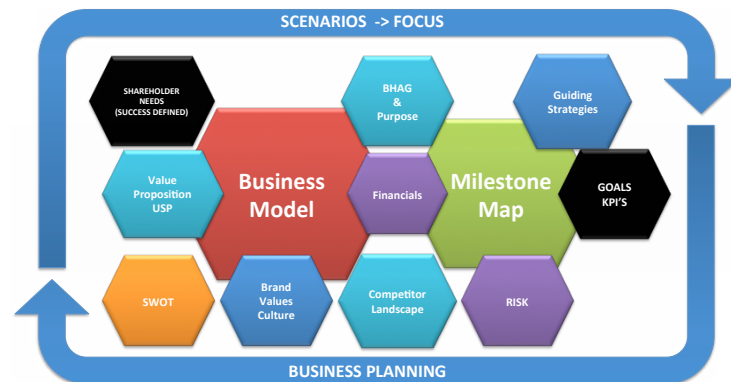 SCENARIOS -> FOCUS
SHAREHOLDER
NEEDS
(SUCCESS DEFINED)
BHAG
&
Purpose
Guiding
Strategies
Value
Proposition
USP
Business
Model
Financials
Milestone
Map
GOALS
KPI'S
SWOT
Brand
Values
Culture
Competitor
Landscape
RISK
BUSINESS PLANNING